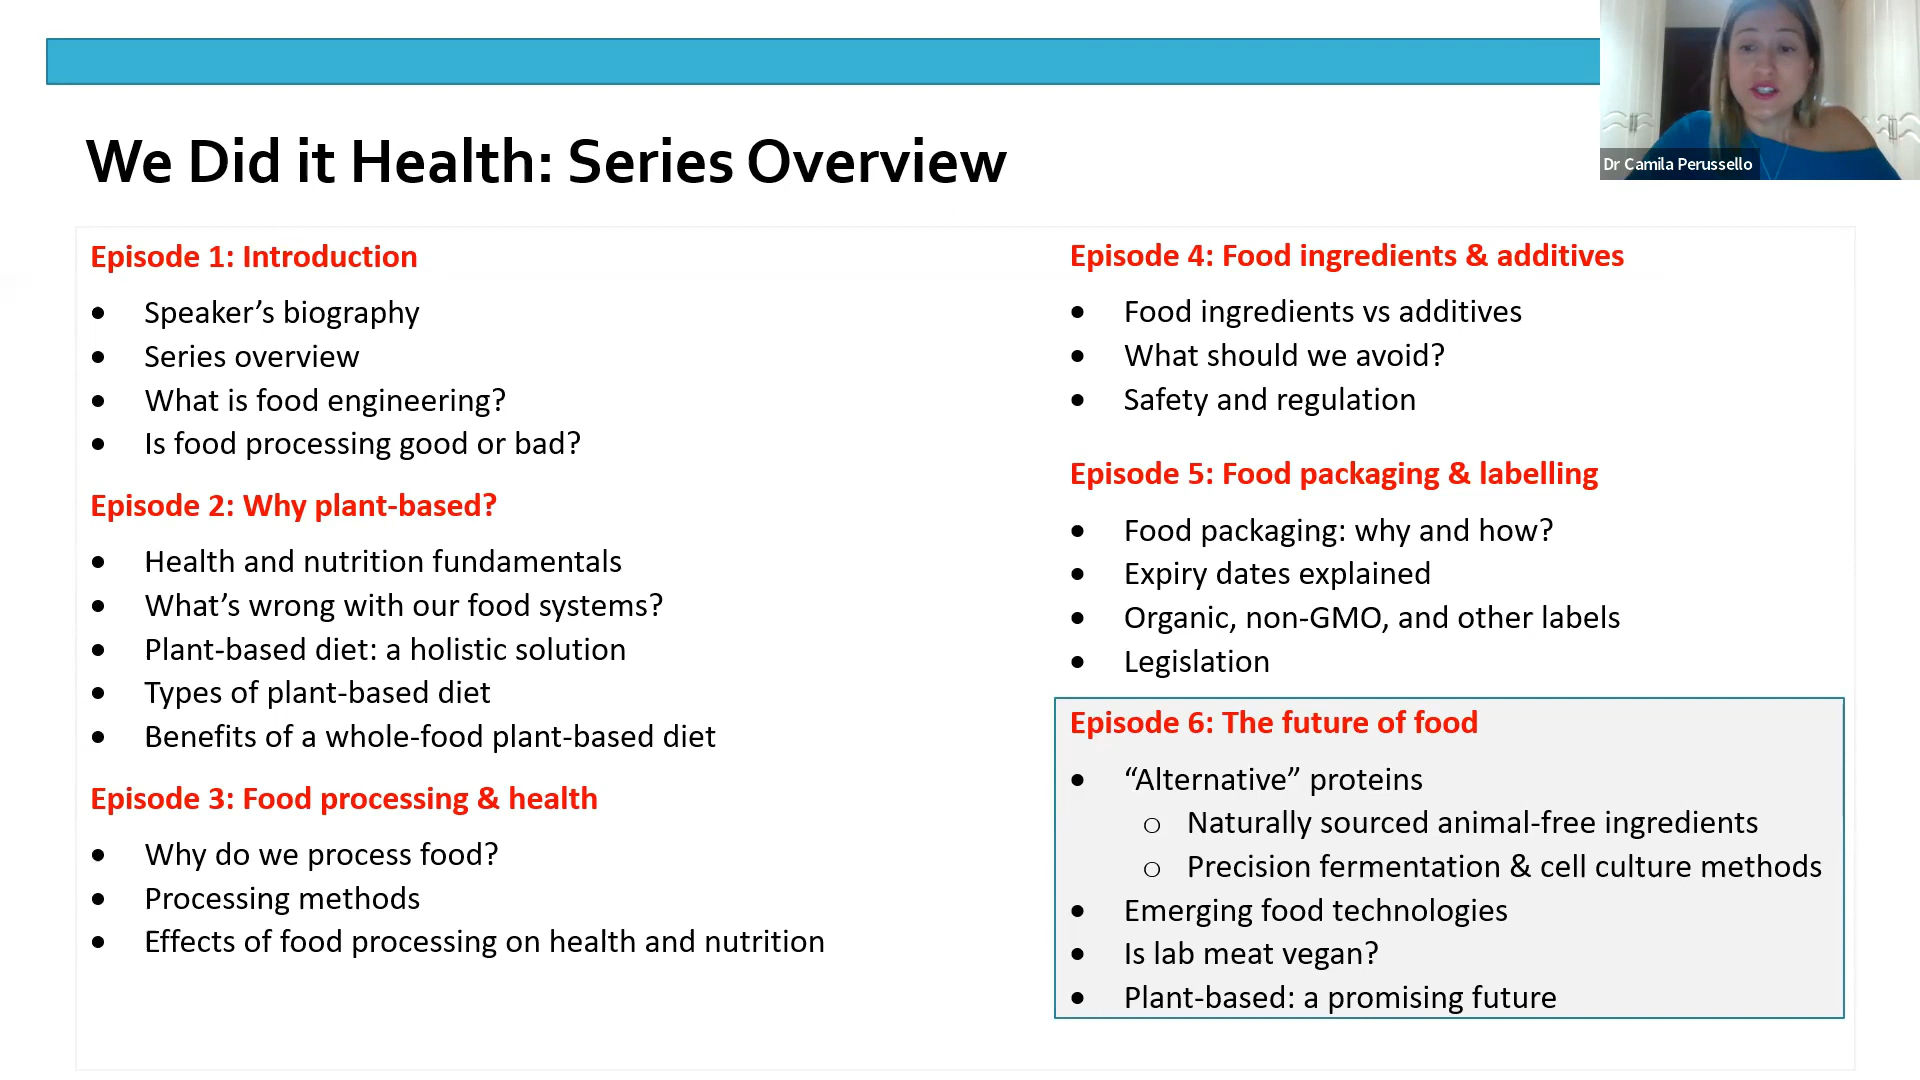 We Did it Health: Series Overview
Dr Camila Perussello
Episode 1: Introduction
• Speaker’s biography
• Series overview
• What is food engineering?
• Is food processing good or bad?
Episode 2: Why plant-based?
• Health and nutrition fundamentals
• What’s wrong with our food systems?
• Plant-based diet: a holistic solution
• Types of plant-based diet
• Benefits of a whole-food plant-based diet
Episode 3: Food processing & health
• Why do we process food?
• Processing methods
• Effects of food processing on health and nutrition
Episode 4: Food ingredients & additives
• Food ingredients vs additives
• What should we avoid?
• Safety and regulation
Episode 5: Food packaging & labelling
• Food packaging: why and how?
• Expiry dates explained
• Organic, non-GMO, and other labels
• Legislation
Episode 6: The future of food
• “Alternative” proteins
o Naturally sourced animal-free ingredients
o Precision fermentation & cell culture methods
• Emerging food technologies
• Is lab meat vegan?
• Plant-based: a promising future